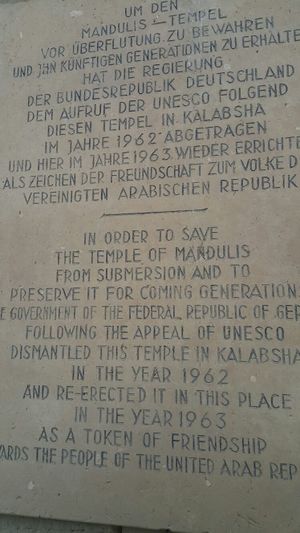 UM DEN
MANDULIS-TEMPEL
VOR ÜBERFLUTUNG ZU BEWAHREN
UND IHN KÜNFTIGEN GENERATIONEN ZU ERHALTE
HAT DIE REGIERUNG
DER BUNDESREPUBLIK DEUTSCHLAND
DEM AUFRUF DER UNESCO FOLGEND
DIESEN TEMPEL IN KALABSHA
IM JAHRE 1962 ABGETRAGEN
UND HIER IM JAHRE 1963 WIEDER ERRICHTE
ALS ZEICHEN DER FREUNDSCHAFT ZUM VOLKE D
VEREINIGTEN ARABISCHEN REPUBLIK
IN ORDER TO SAVE
THE TEMPLE OF MANDULIS
FROM SUBMERSION AND TO
PRESERVE IT FOR COMING GENERATION
E GOVERNMENT OF THE FEDERAL REPUBLIC OF GER
FOLLOWING THE APPEAL OF UNESCO
DISMANTLED THIS TEMPLE IN KALABSHA
IN THE YEAR 1962
AND RE-ERECTED IT IN THIS PLACE
IN THE YEAR 1963
AS A TOKEN OF FRIENDSHIP
ARDS THE PEOPLE OF THE UNITED ARAB REP